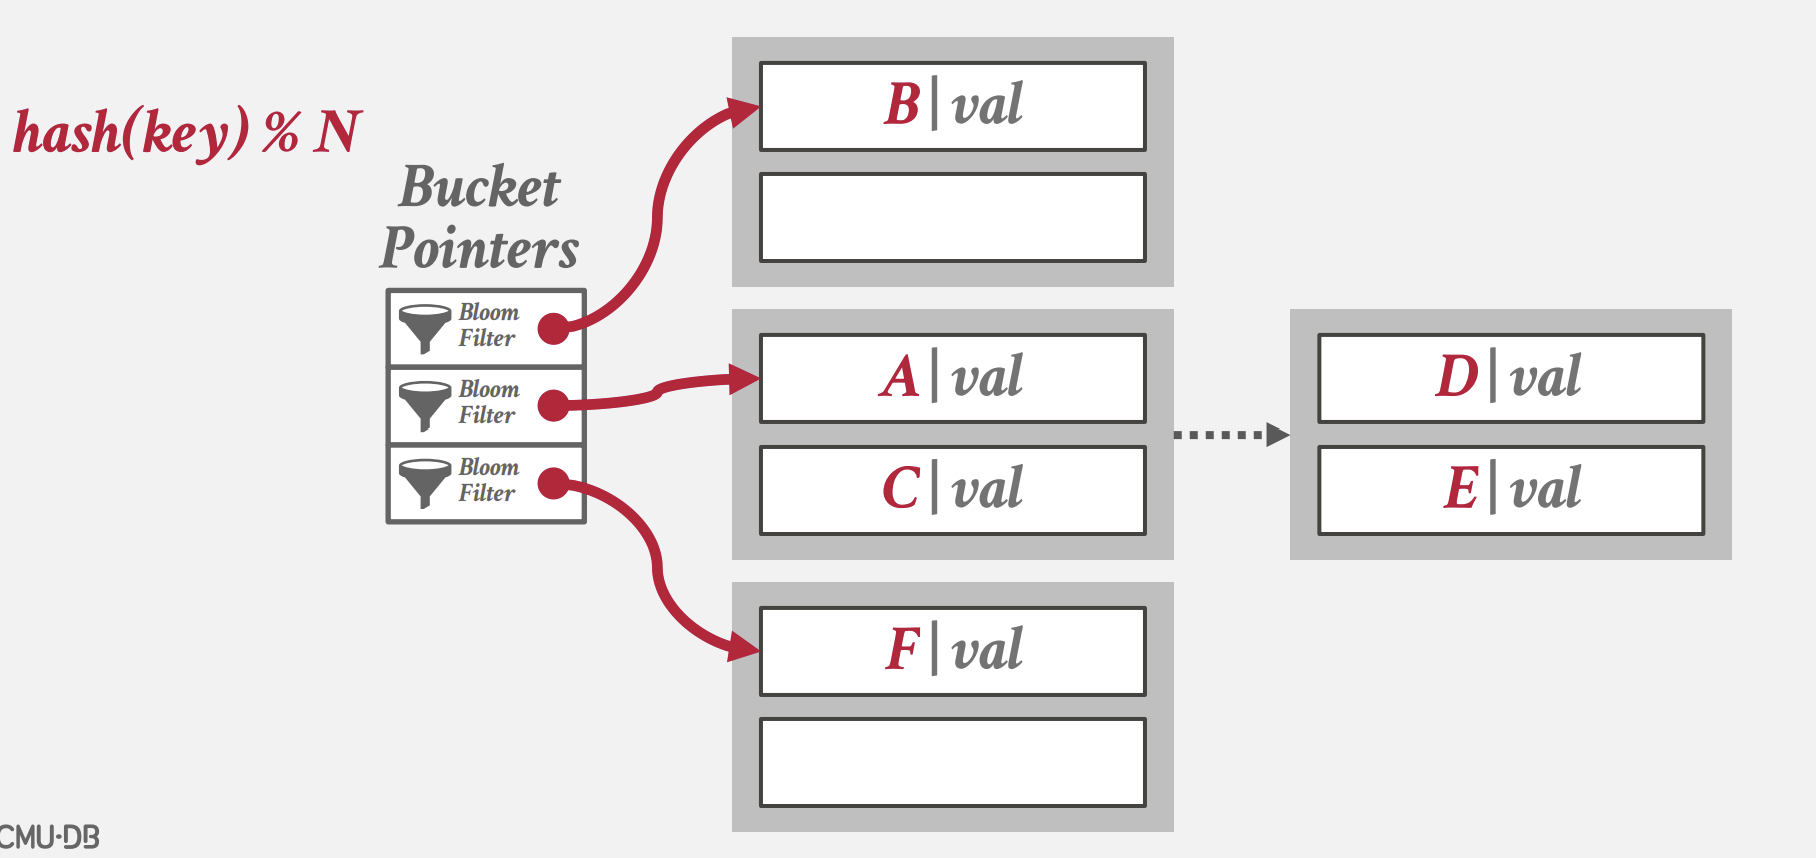 hash(key) % N
Bucket
Pointers
Bloom
Filter
Bloom
Filter
Bloom
Filter
B|val
A|val
C|val
D|val
E|val
F|val
CMU·DB